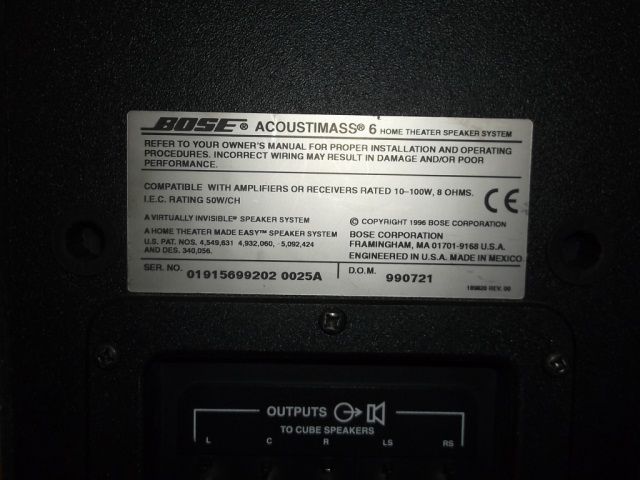 BOSE® ACOUSTIMASS® 6 HOME THEATER SPEAKER SYSTEM
REFER TO YOUR OWNER'S MANUAL FOR PROPER INSTALLATION AND OPERATING
PROCEDURES. INCORRECT WIRING MAY RESULT IN DAMAGE AND/OR POOR
PERFORMANCE.
COMPATIBLE WITH AMPLIFIERS OR RECEIVERS RATED 10-100W, 8 OHMS.
I.E.C. RATING 50W/CH
CE
A VIRTUALLY INVISIBLE® SPEAKER SYSTEM
A HOME THEATER MADE EASY™ SPEAKER SYSTEM
U.S. PAT. NOS. 4,549,631 4,932,060, 5,092,424
AND DES. 340,056.
© COPYRIGHT 1996 BOSE CORPORATION
BOSE CORPORATION
FRAMINGHAM, MA 01701-9168 U.S.A.
ENGINEERED IN U.S.A. MADE IN MEXICO
SER. NO. 01915699202 0025A
D.O.M. 990721
189820 REV. 00
OUTPUTS
TO CUBE SPEAKERS
L C R LS RS